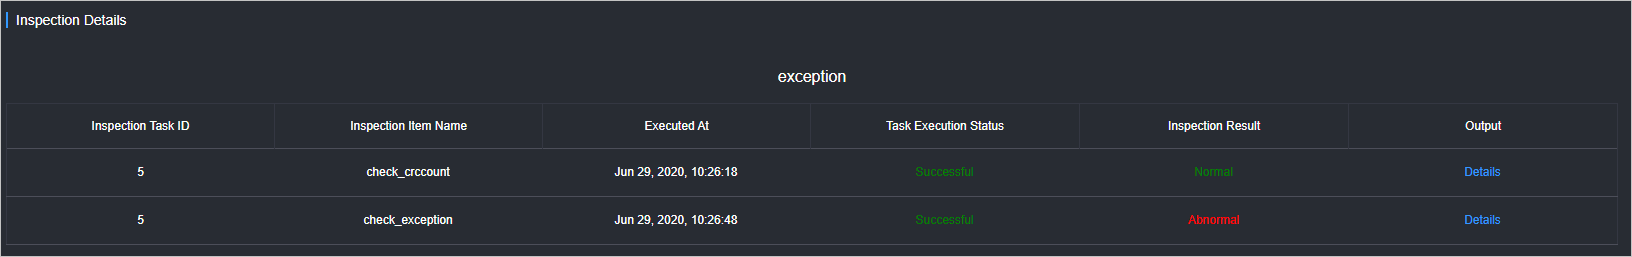 Inspection Details
exception
Inspection Task ID Inspection Item Name Executed At Task Execution Status Inspection Result Output
5 check_crccount Jun 29, 2020, 10:26:18 Successful Normal Details
5 check_exception Jun 29, 2020, 10:26:48 Successful Abnormal Details